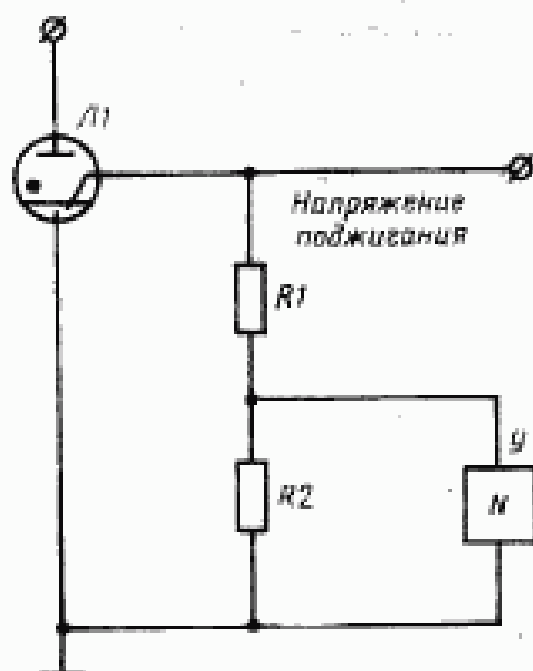 Л1
Напряжение
поджигания
R1
R2
У
N